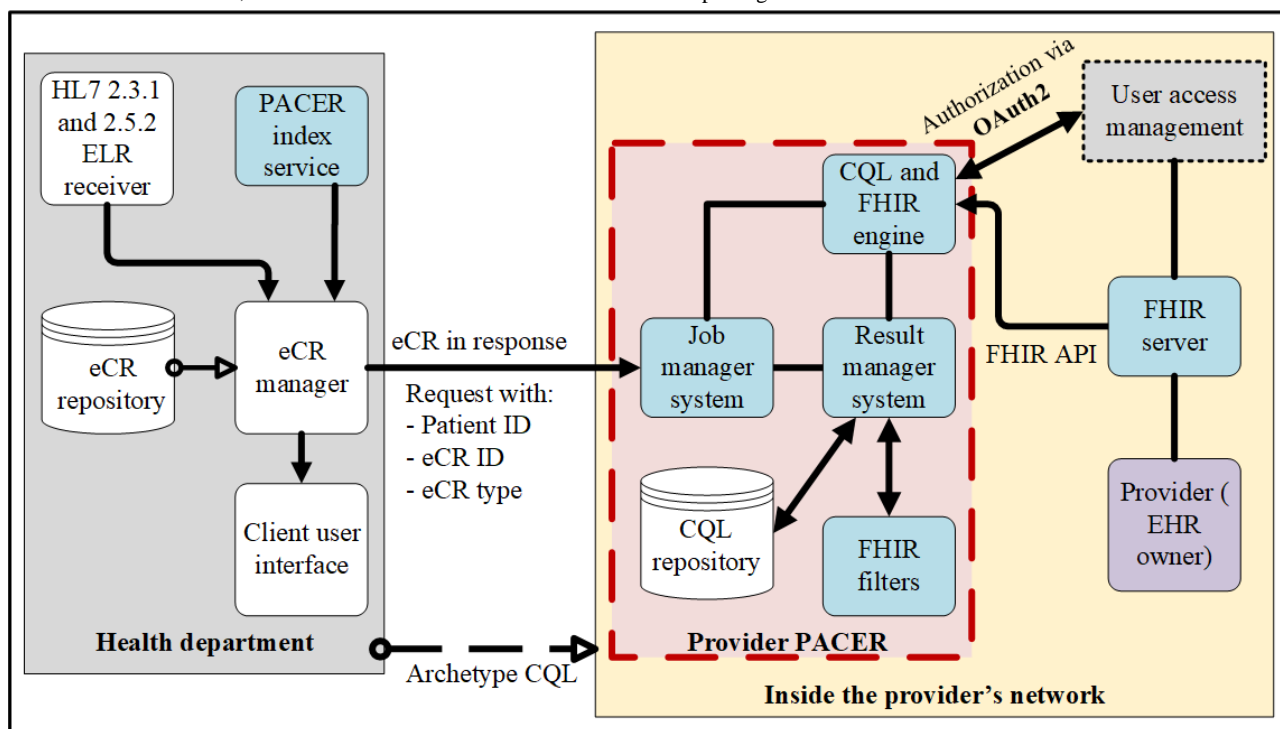 HL7 2.3.1
and 2.5.2
ELR
receiver
PACER
index
service
eCR
repository
eCR
manager
Client user
interface
Health department
eCR in response
Request with:
- Patient ID
- eCR ID
- eCR type
Archetype CQL
Authorization via
OAuth2
User access
management
CQL and
FHIR
engine
Job
manager
system
Result
manager
system
FHIR API
FHIR
server
CQL
repository
FHIR
filters
Provider (
EHR
owner)
Provider PACER
Inside the provider's network